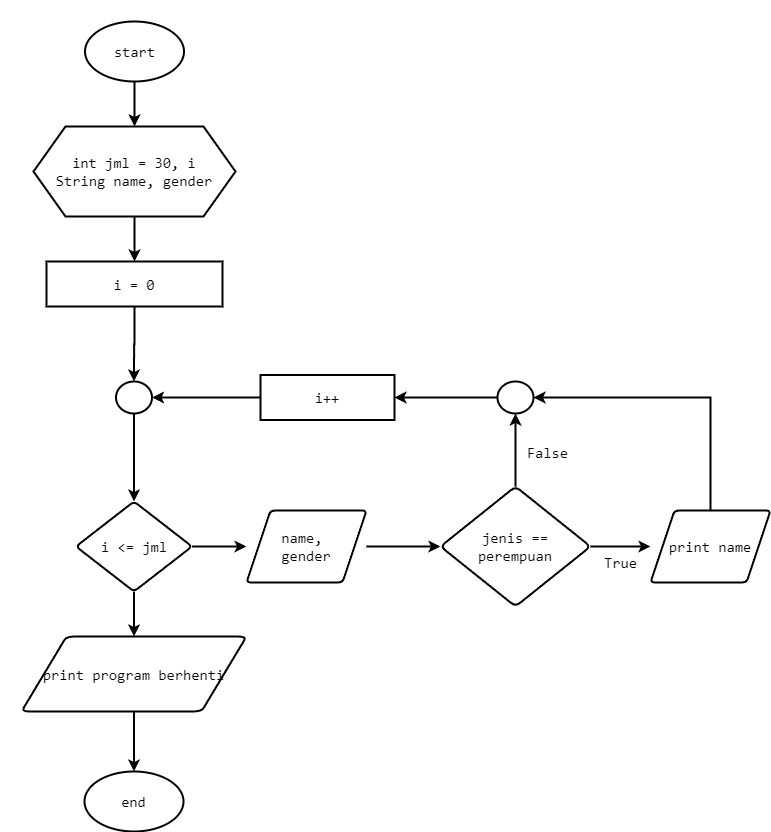 start
int jml = 30, i
String name, gender
i = 0
i++
False
i <= jml
name,
gender
jenis ==
perempuan
True
print name
print program berhenti
end